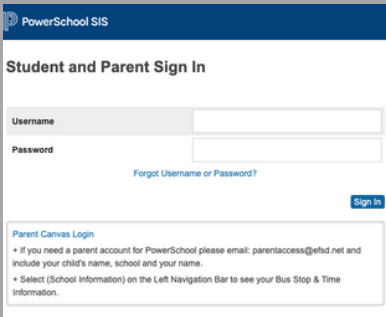 PowerSchool SIS
Student and Parent Sign In
Username
Password
Forgot Username or Password?
Sign In
Parent Canvas Login
+ If you need a parent account for PowerSchool please email: parentaccess@efsd.net and
include your child's name, school and your name.
+ Select (School Information) on the Left Navigation Bar to see your Bus Stop & Time
Information.